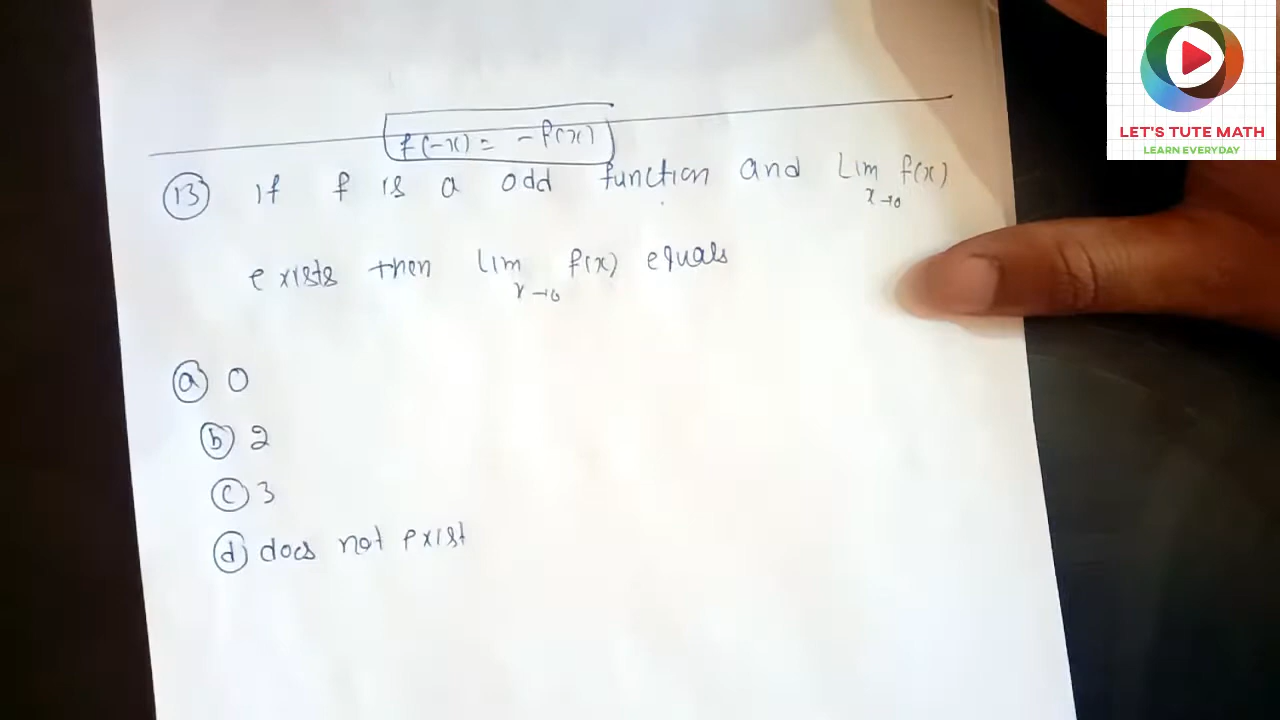 LET'S TUTE MATH
LEARN EVERYDAY
f(-x) = -f(x)
13 If f is a odd function and Lim f(x)
x→0
exists then Lim f(x) equals
x→0
a 0
b 2
c 3
d does not exist